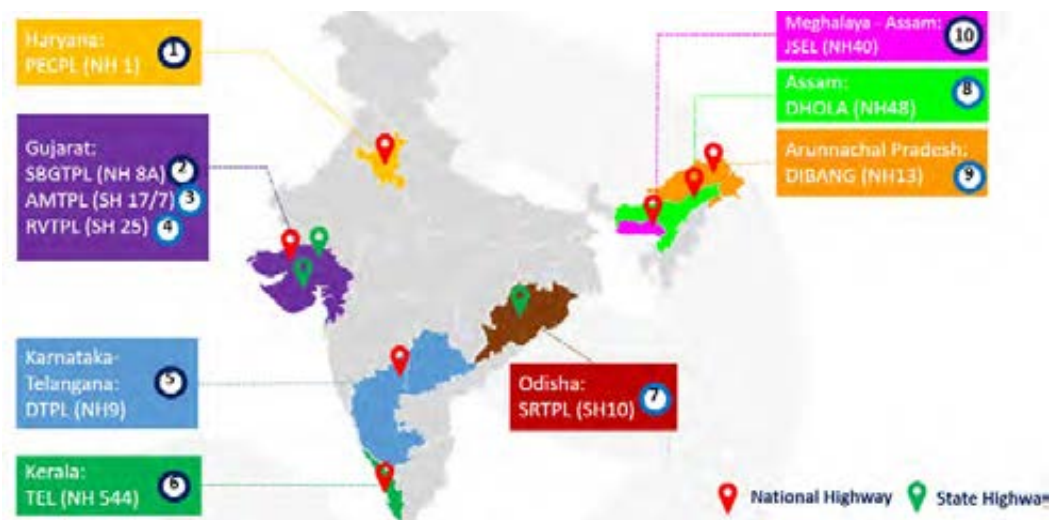 Haryana:
PECPL (NH 1)
1
Gujarat:
SBGTPL (NH 8A)
2
AMTPL (SH 17/7)
3
RVTPL (SH 25)
4
Karnataka-
Telangana:
DTPL (NH9)
5
Kerala:
TEL (NH 544)
6
Odisha:
SRTPL (SH10)
7
Meghalaya - Assam:
JSEL (NH40)
10
Assam:
DHOLA (NH48)
8
Arunnachal Pradesh:
DIBANG (NH13)
9
National Highway
State Highwa